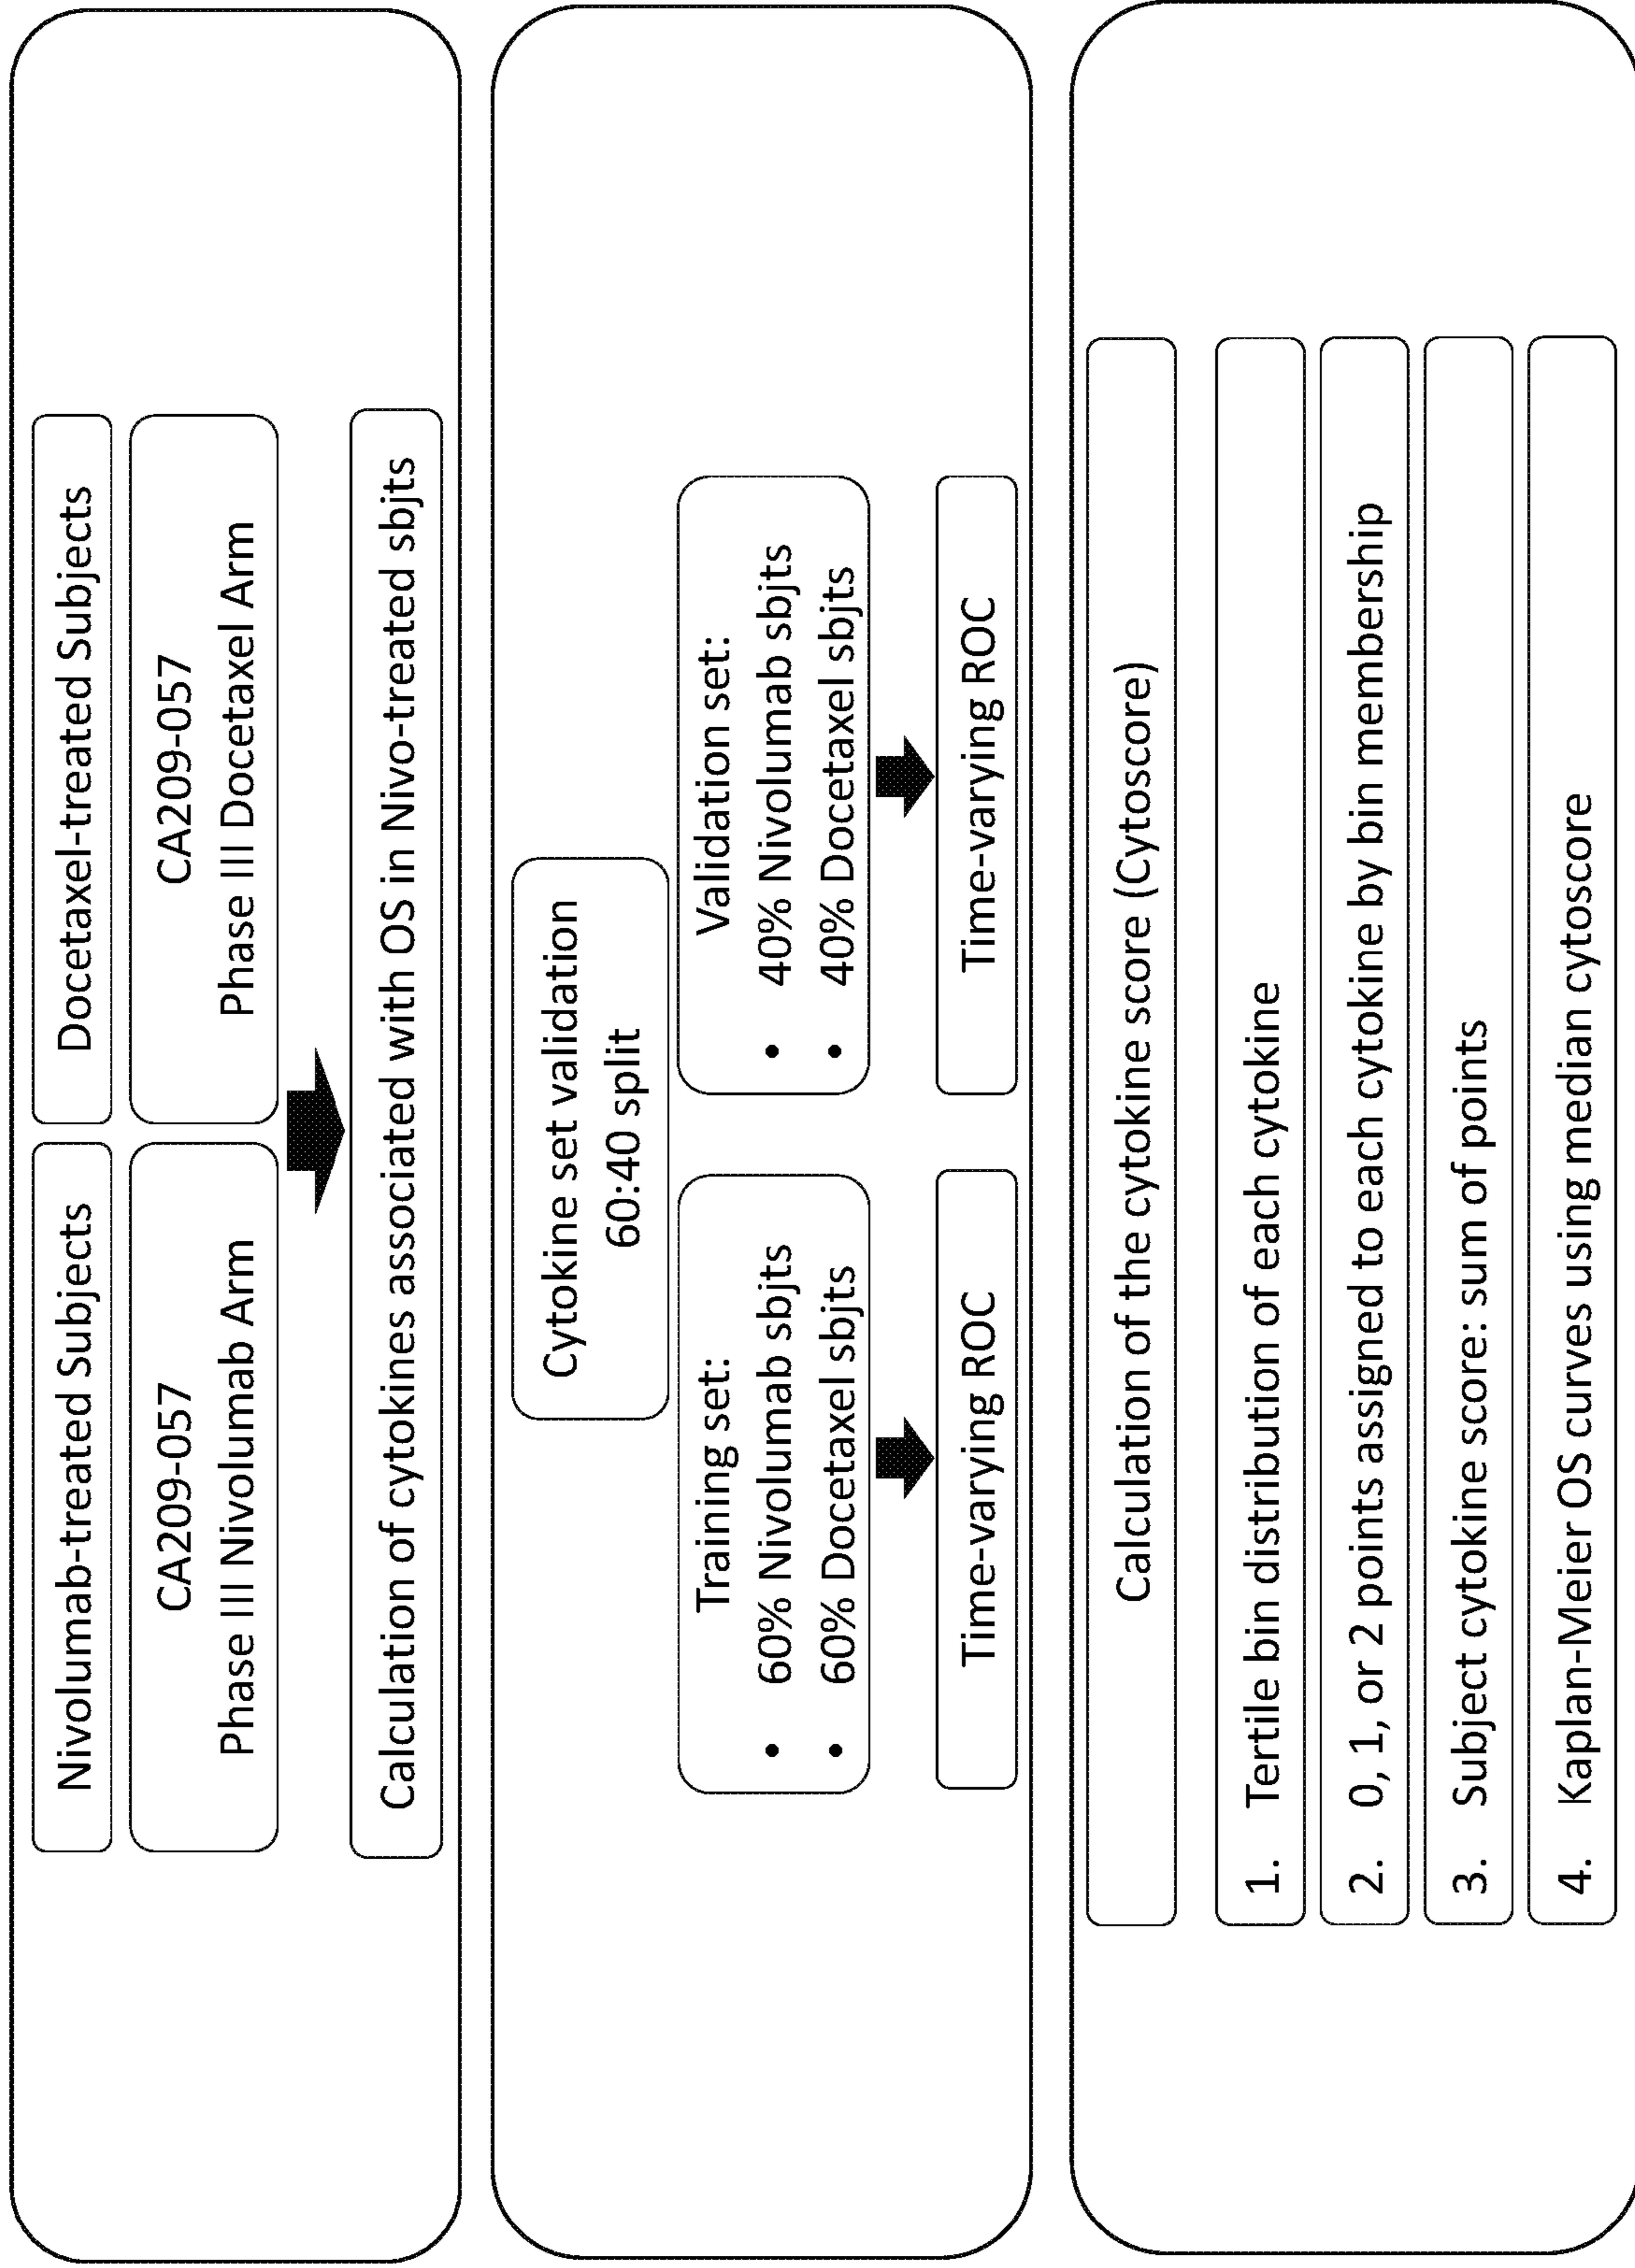 Nivolumab-treated Subjects
Docetaxel-treated Subjects
CA209-057
Phase III Nivolumab Arm
CA209-057
Phase III Docetaxel Arm
Calculation of cytokines associated with OS in Nivo-treated sbjts
Cytokine set validation
60:40 split
Training set:
• 60% Nivolumab sbjts
• 60% Docetaxel sbjts
Validation set:
• 40% Nivolumab sbjts
• 40% Docetaxel sbjts
Time-varying ROC
Time-varying ROC
Calculation of the cytokine score (Cytoscore)
1. Tertile bin distribution of each cytokine
2. 0, 1, or 2 points assigned to each cytokine by bin membership
3. Subject cytokine score: sum of points
4. Kaplan-Meier OS curves using median cytoscore